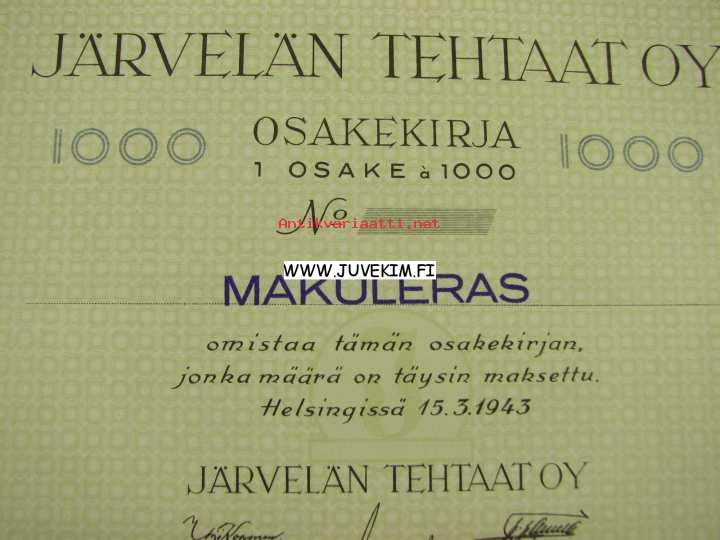 JÄRVELÄN TEHTAAT OY
1000 OSAKEKIRJA 1000
1 OSAKE à 1000
No
Antikvariaatti.net
WWW.JUVEKIM.FI
MAKULERAS
omistaa tämän osakekirjan,
jonka määrä on täysin maksettu.
Helsingissä 15.3.1943
JÄRVELÄN TEHTAAT OY